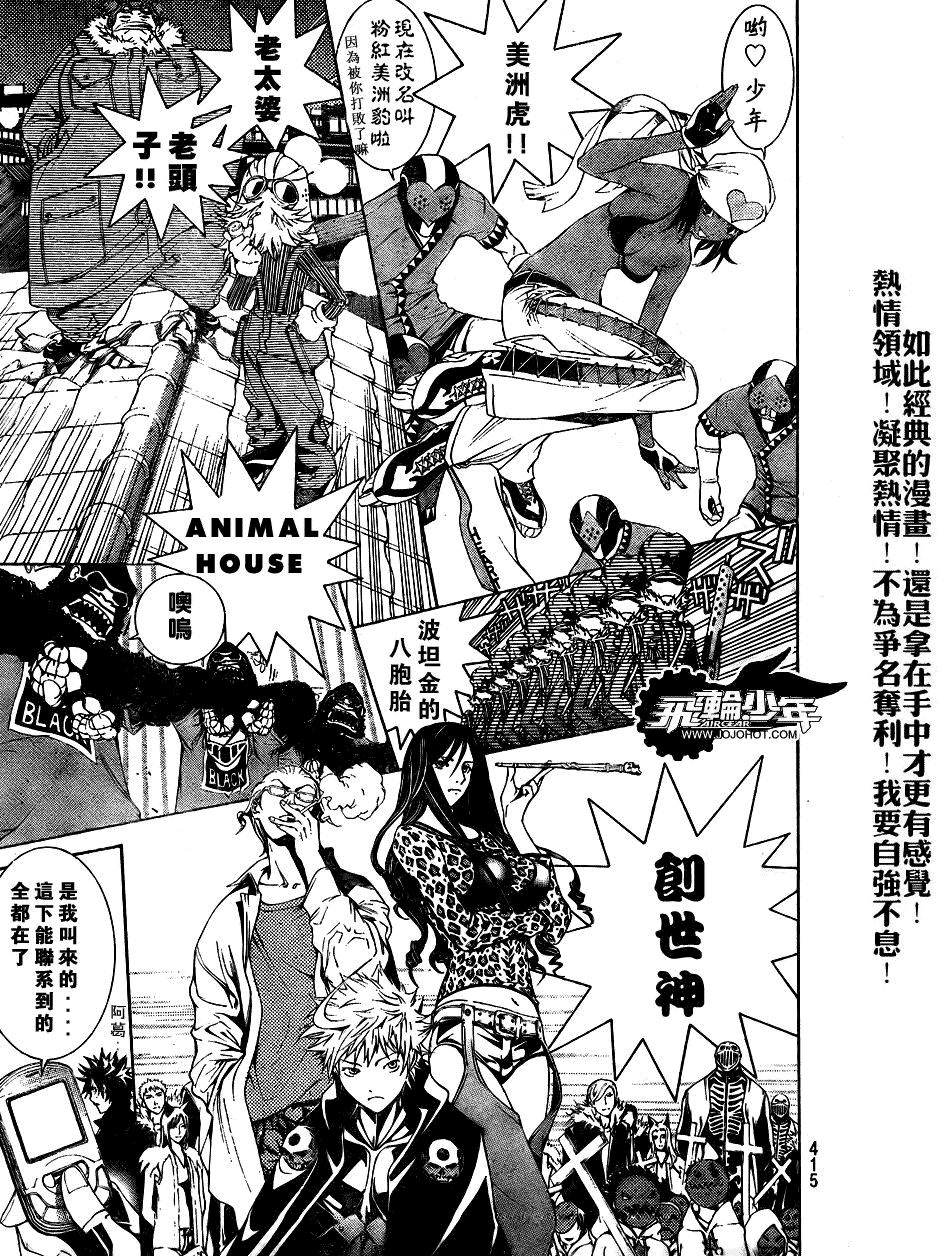 哟♡少年
美洲虎!!
現在改名叫
粉紅美洲豹啦
因為被你打敗了嘛
老太婆
老頭
子!!
ANIMAL
HOUSE
波坦金的
八胞胎
噢嗚
BLACK
BLACK
創世神
是我叫來的....
這下能聯系到的
全都在了
阿葛
飛輪少年
AIRGEAR
WWW.JOJOHOT.COM
如此經典的漫畫！還是拿在手中才更有感覺！
熱情領域！凝聚熱情！不為爭名奪利！我要自強不息！
415